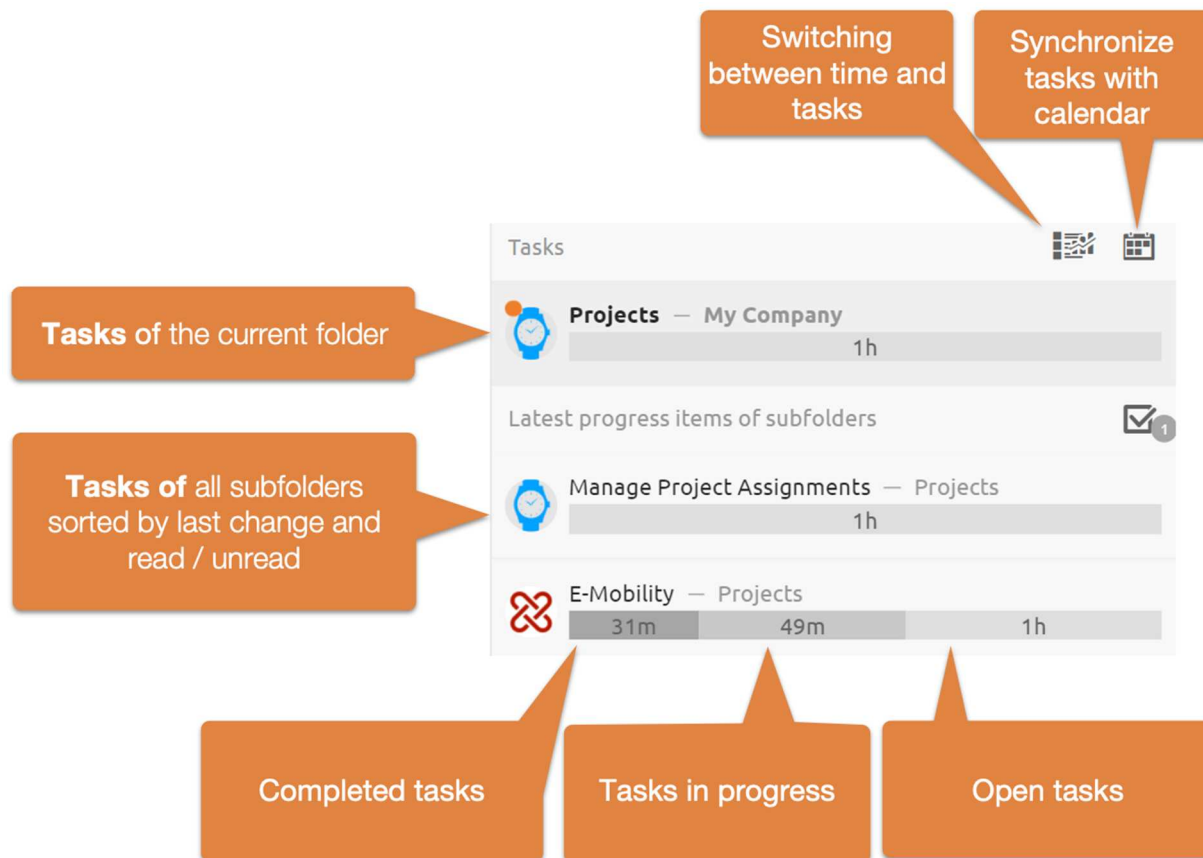 Switching
between time and
tasks
Synchronize
tasks with
calendar
Tasks
Tasks of the current folder
Projects — My Company
1h
Latest progress items of subfolders
1
Tasks of all subfolders
sorted by last change and
read / unread
Manage Project Assignments — Projects
1h
E-Mobility — Projects
31m 49m 1h
Completed tasks
Tasks in progress
Open tasks